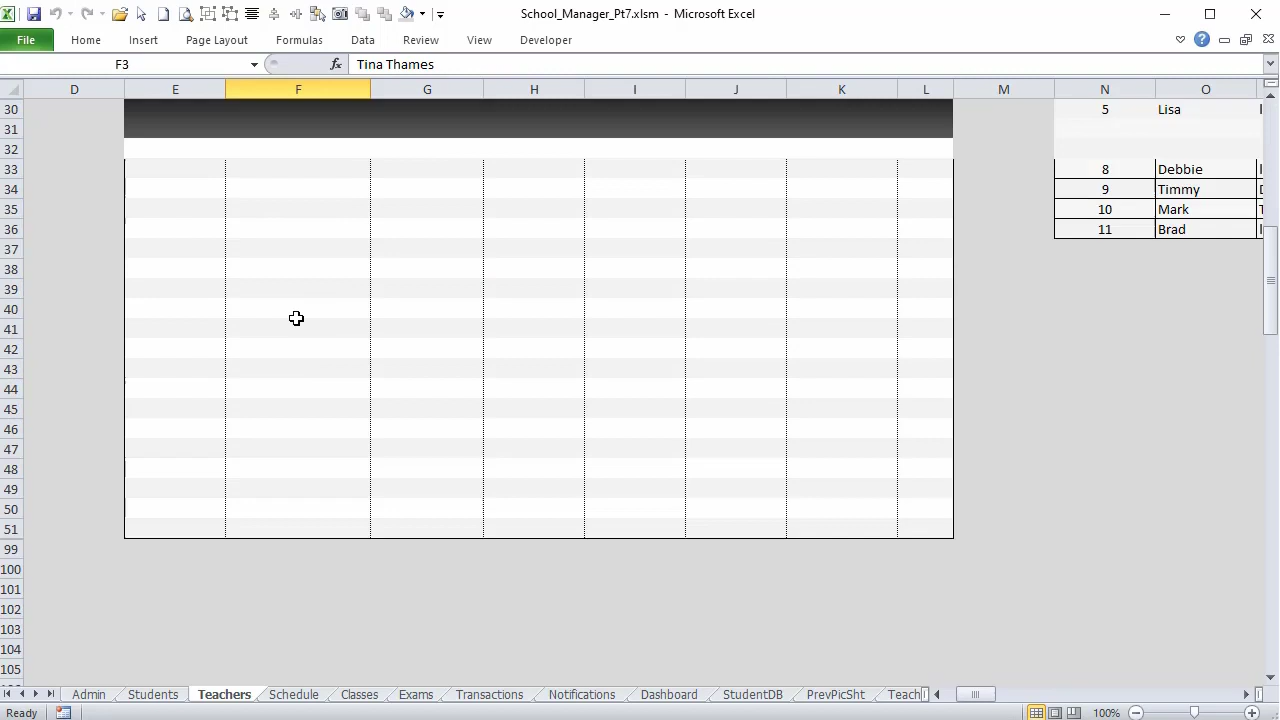 School_Manager_Pt7.xlsm - Microsoft Excel
File Home Insert Page Layout Formulas Data Review View Developer
F3 fx Tina Thames
D E F G H I J K L M N O
30 5 Lisa
31
32
33 8 Debbie
34 9 Timmy
35 10 Mark
36 11 Brad
37
38
39
40
41
42
43
44
45
46
47
48
49
50
51
99
100
101
102
103
104
105
Admin Students Teachers Schedule Classes Exams Transactions Notifications Dashboard StudentDB PrevPicSht Teach
Ready 100%